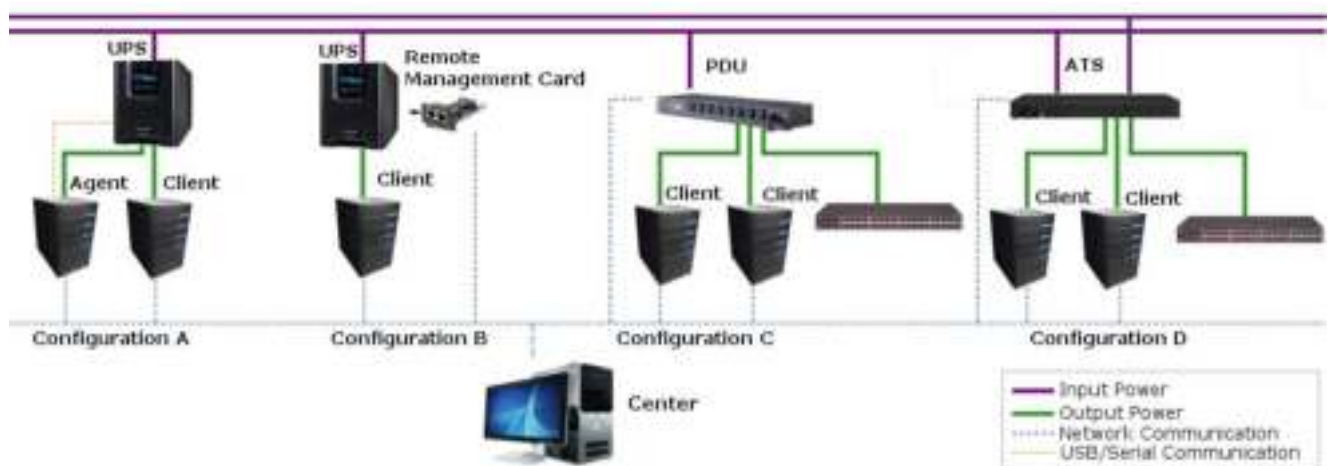 UPS
UPS
Remote
Management Card
PDU
ATS
Agent
Client
Client
Client
Client
Client
Client
Configuration A
Configuration B
Configuration C
Configuration D
Center
Input Power
Output Power
Network Communication
USB/Serial Communication